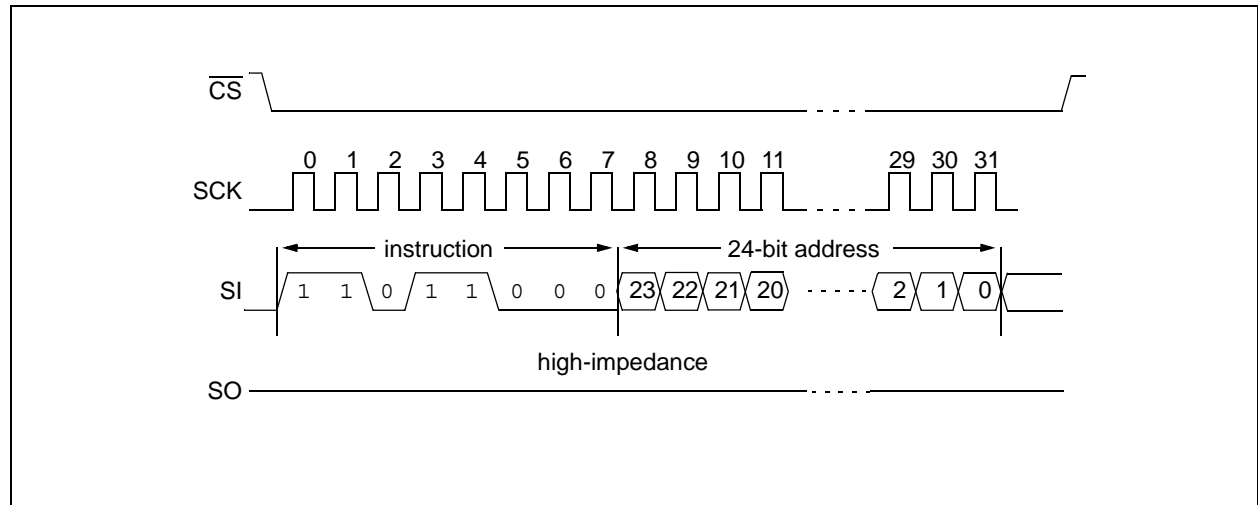 CS
0 1 2 3 4 5 6 7 8 9 10 11 29 30 31
SCK
instruction 24-bit address
SI 1 1 0 1 1 0 0 0 23 22 21 20 2 1 0
high-impedance
SO